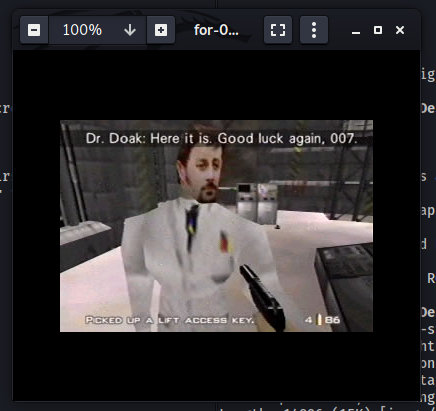 100%
for-0...
Dr. Doak: Here it is. Good luck again, 007.
PICKED UP A LIFT ACCESS KEY.
4 86